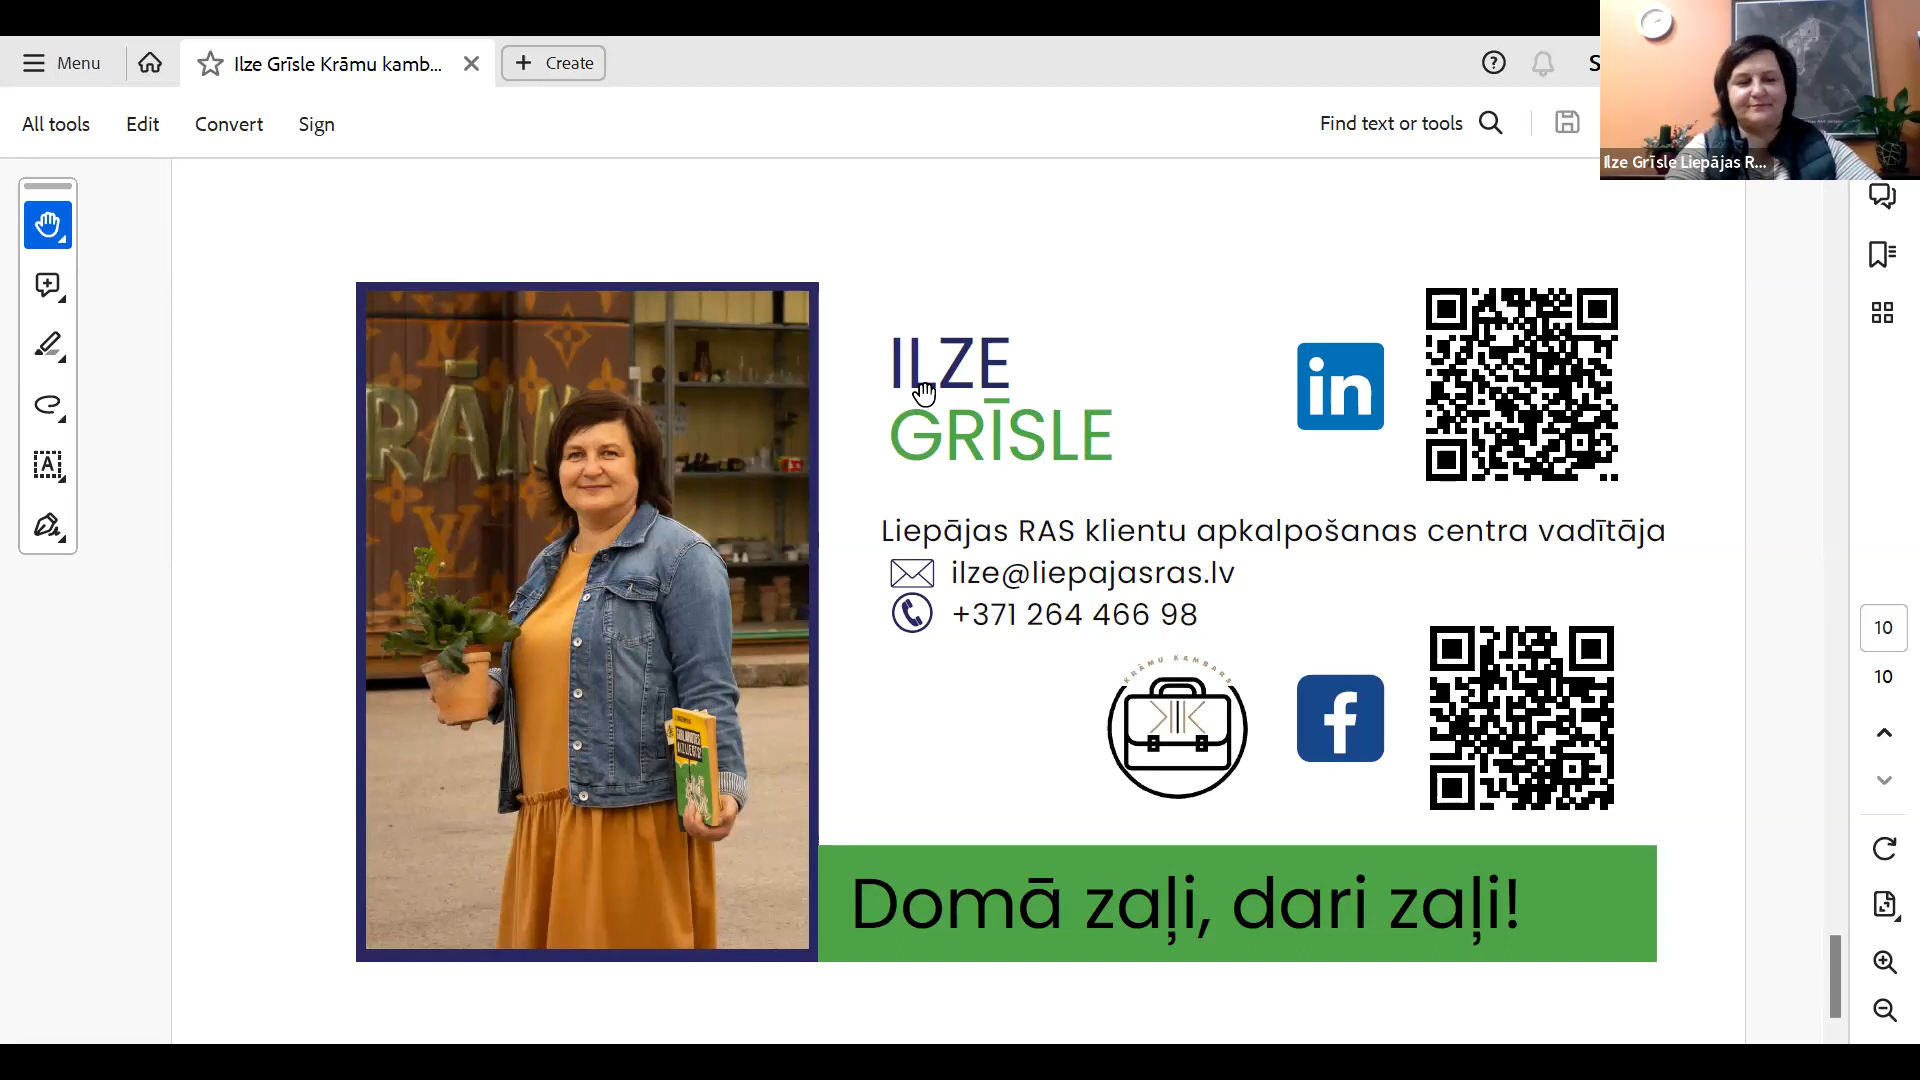 Menu
Ilze Grīsle Krāmu kamb...
Create
All tools
Edit
Convert
Sign
Find text or tools
Ilze Grīsle Liepājas R...
ILZE
GRĪSLE
in
Liepājas RAS klientu apkalpošanas centra vadītāja
ilze@liepajasras.lv
+371 264 466 98
KRĀMU KAMBARS
f
Domā zaļi, dari zaļi!
10
10